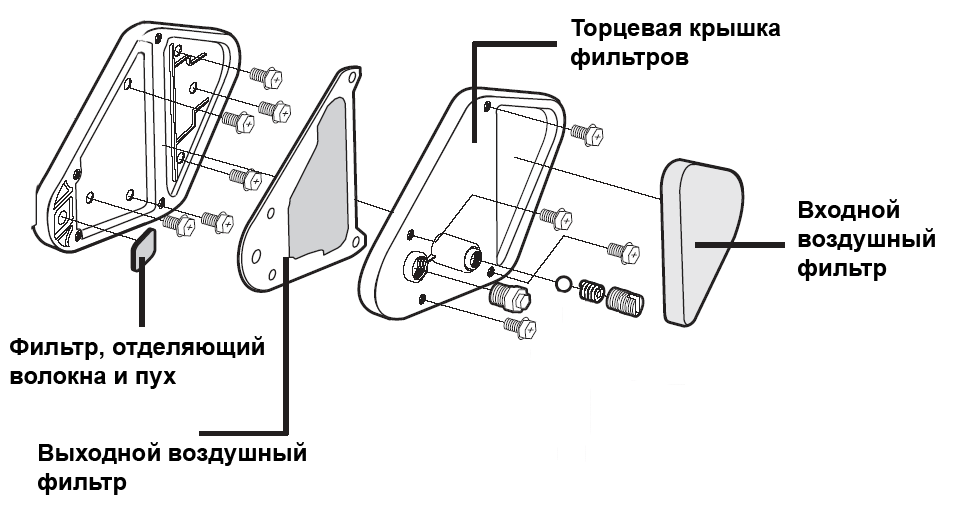 Торцевая крышка
фильтров
Входной
воздушный
фильтр
Фильтр, отделяющий
волокна и пух
Выходной воздушный
фильтр